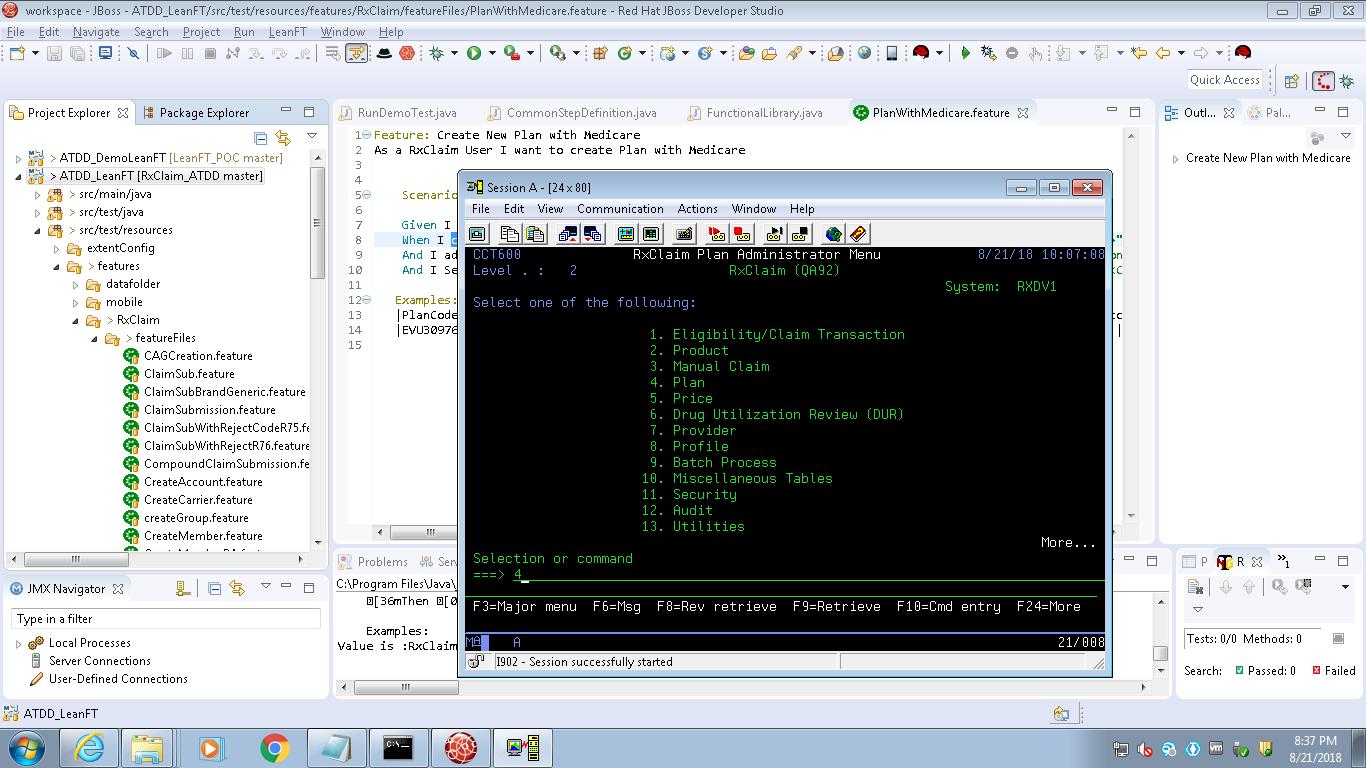 workspace - JBoss - ATDD_LeanFT/src/test/resources/features/RxClaim/featureFiles/PlanWithMedicare.feature - Red Hat JBoss Developer Studio
File Edit Navigate Search Project Run LeanFT Window Help
Quick Access
Project Explorer
Package Explorer
> ATDD_DemoLeanFT [LeanFT_POC master]
> ATDD_LeanFT [RxClaim_ATDD master]
> src/main/java
> src/test/java
> src/test/resources
extentConfig
> features
datafolder
mobile
> RxClaim
> featureFiles
CAGCreation.feature
ClaimSub.feature
ClaimSubBrandGeneric.feature
ClaimSubmission.feature
ClaimSubWithRejectCodeR75.fe
ClaimSubWithRejectR76.feature
CompoundClaimSubmission.fe
CreateAccount.feature
CreateCarrier.feature
createGroup.feature
CreateMember.feature
JMX Navigator
Type in a filter
Local Processes
Server Connections
User-Defined Connections
RunDemoTest.java
CommonStepDefinition.java
FunctionalLibrary.java
PlanWithMedicare.feature
1 Feature: Create New Plan with Medicare
2 As a RxClaim User I want to create Plan with Medicare
3
4
5 Scenario
6
7 Given I
8 When I c
9 And I ad
10 And I Se
11
12 Examples:
13 |PlanCode
14 |EVU3097
15
Session A - [24 x 80]
File Edit View Communication Actions Window Help
CCT600 RxClaim Plan Administrator Menu 8/21/18 10:07:08
Level . : 2 RxClaim (QA92)
System: RXDV1
Select one of the following:
1. Eligibility/Claim Transaction
2. Product
3. Manual Claim
4. Plan
5. Price
6. Drug Utilization Review (DUR)
7. Provider
8. Profile
9. Batch Process
10. Miscellaneous Tables
11. Security
12. Audit
13. Utilities
More...
Selection or command
===> 4
F3=Major menu F6=Msg F8=Rev retrieve F9=Retrieve F10=Cmd entry F24=More
MA A 21/008
I902 - Session successfully started
Problems
Serv
C:\Program Files\Java\
[36mThen [0
Examples:
Value is :RxClaim
Outl...
Pal...
Create New Plan with Medicare
P
R
»1
Tests: 0/0 Methods: 0
Search: Passed: 0 Failed
ATDD_LeanFT
8:37 PM
8/21/2018